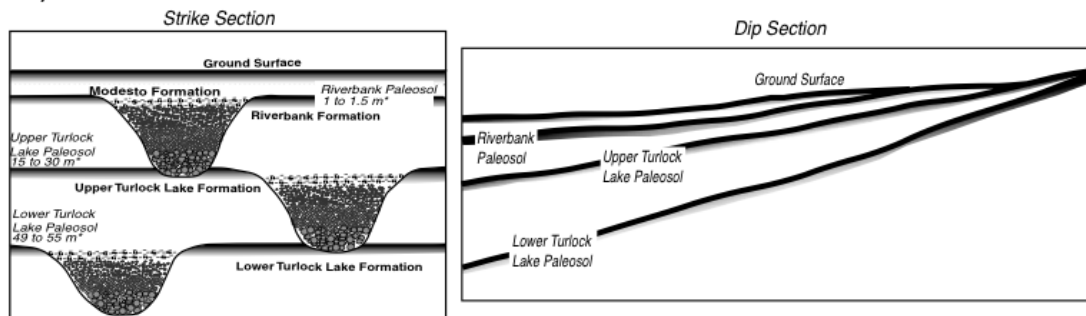 Strike Section
Ground Surface
Modesto Formation
Riverbank Paleosol
1 to 1.5 m*
Riverbank Formation
Upper Turlock
Lake Paleosol
15 to 30 m*
Upper Turlock Lake Formation
Lower Turlock
Lake Paleosol
49 to 55 m*
Lower Turlock Lake Formation
Dip Section
Ground Surface
Riverbank
Paleosol
Upper Turlock
Lake Paleosol
Lower Turlock
Lake Paleosol